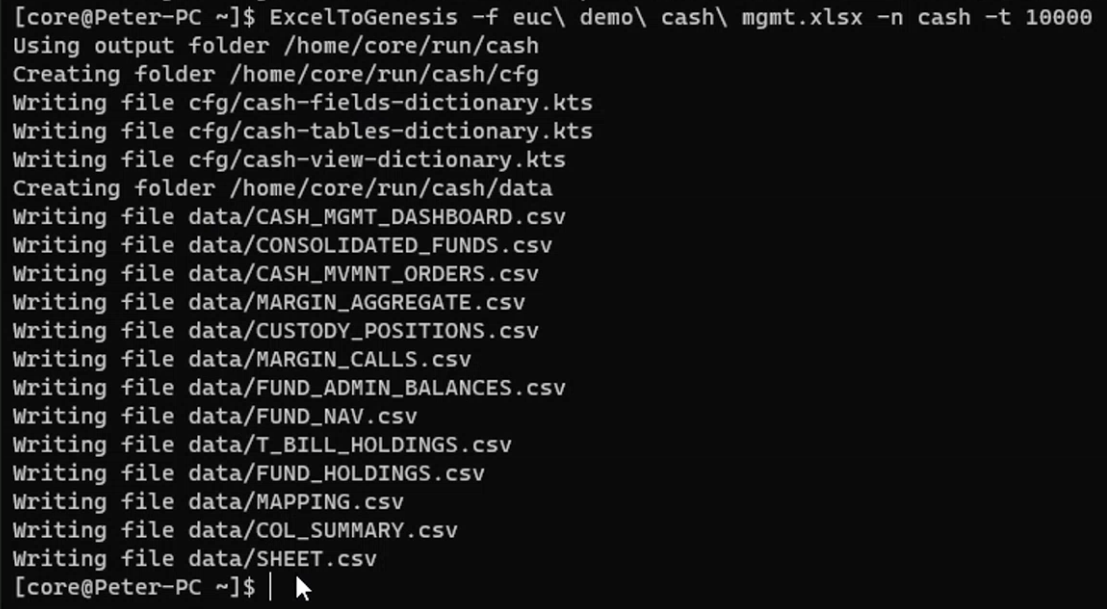 [core@Peter-PC ~]$ ExcelToGenesis -f euc\ demo\ cash\ mgmt.xlsx -n cash -t 10000
Using output folder /home/core/run/cash
Creating folder /home/core/run/cash/cfg
Writing file cfg/cash-fields-dictionary.kts
Writing file cfg/cash-tables-dictionary.kts
Writing file cfg/cash-view-dictionary.kts
Creating folder /home/core/run/cash/data
Writing file data/CASH_MGMT_DASHBOARD.csv
Writing file data/CONSOLIDATED_FUNDS.csv
Writing file data/CASH_MVMNT_ORDERS.csv
Writing file data/MARGIN_AGGREGATE.csv
Writing file data/CUSTODY_POSITIONS.csv
Writing file data/MARGIN_CALLS.csv
Writing file data/FUND_ADMIN_BALANCES.csv
Writing file data/FUND_NAV.csv
Writing file data/T_BILL_HOLDINGS.csv
Writing file data/FUND_HOLDINGS.csv
Writing file data/MAPPING.csv
Writing file data/COL_SUMMARY.csv
Writing file data/SHEET.csv
[core@Peter-PC ~]$